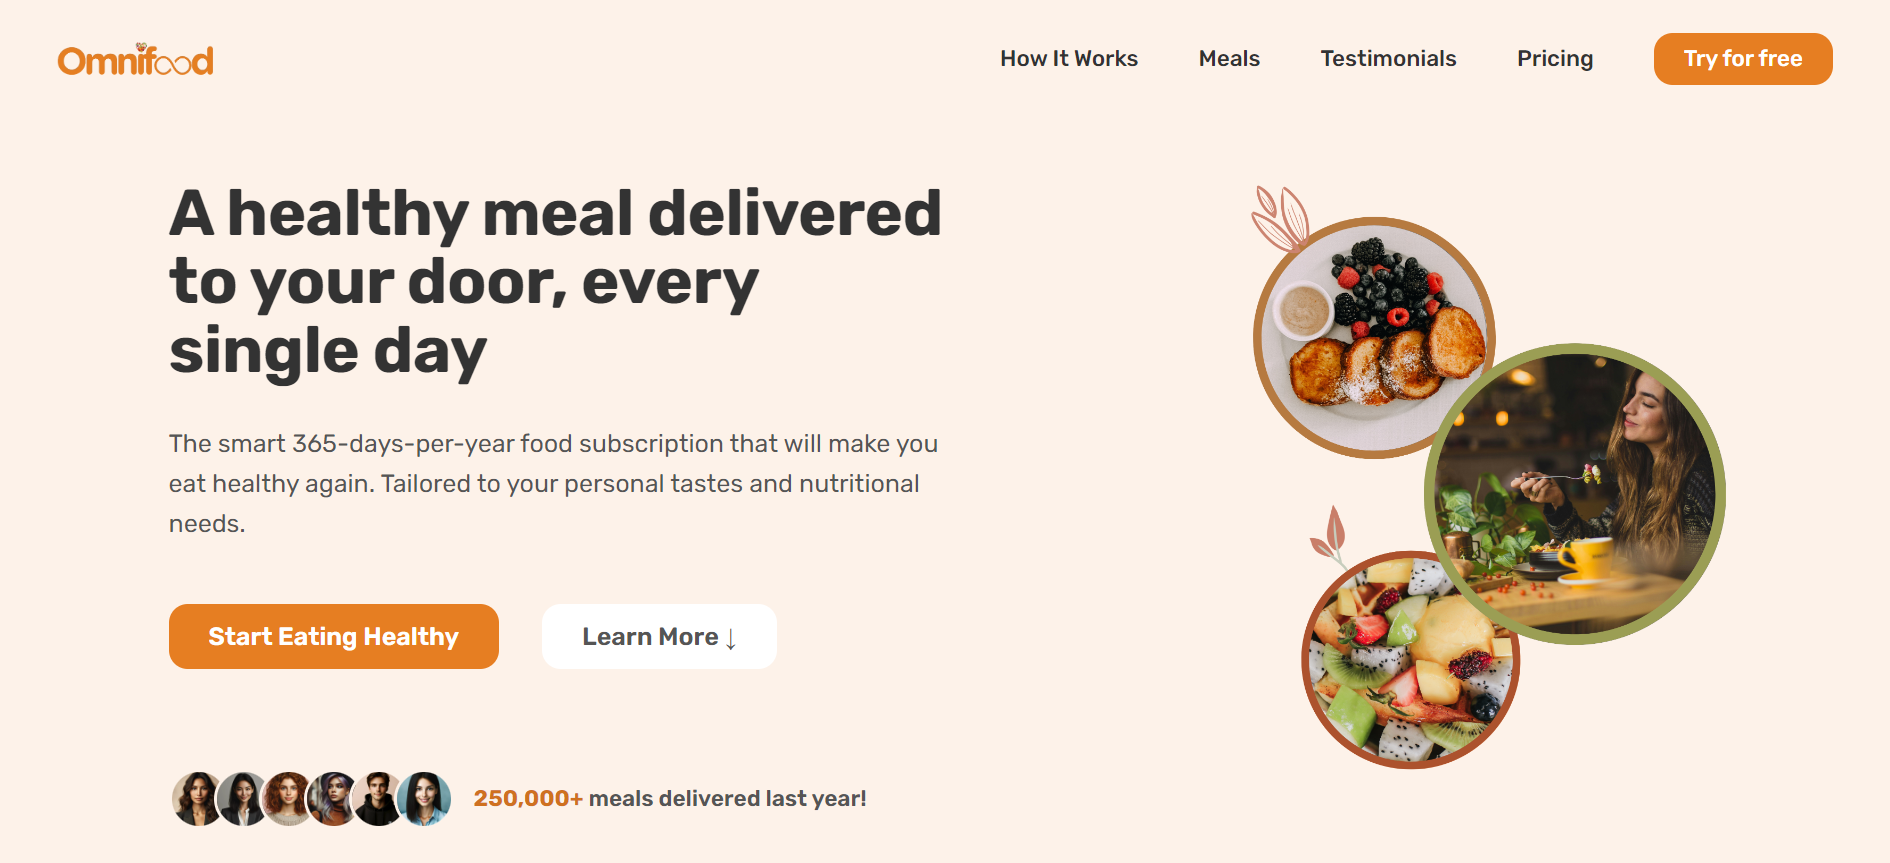 Omnifood
How It Works
Meals
Testimonials
Pricing
Try for free
A healthy meal delivered
to your door, every
single day
The smart 365-days-per-year food subscription that will make you
eat healthy again. Tailored to your personal tastes and nutritional
needs.
Start Eating Healthy
Learn More ↓
250,000+ meals delivered last year!